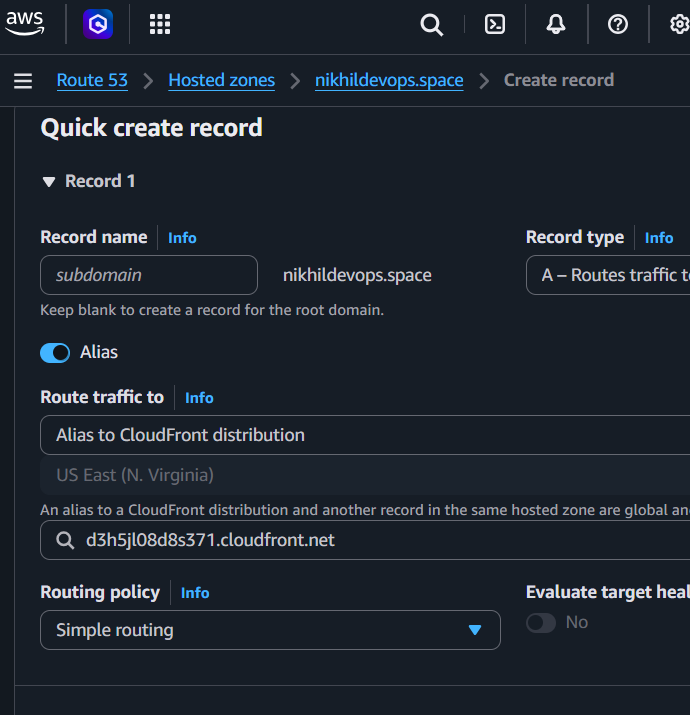 aws
Route 53 > Hosted zones > nikhildevops.space > Create record
Quick create record
Record 1
Record name Info
Record type Info
subdomain
nikhildevops.space
A – Routes traffic t
Keep blank to create a record for the root domain.
Alias
Route traffic to Info
Alias to CloudFront distribution
US East (N. Virginia)
An alias to a CloudFront distribution and another record in the same hosted zone are global an
d3h5jl08d8s371.cloudfront.net
Routing policy Info
Evaluate target heal
Simple routing
No